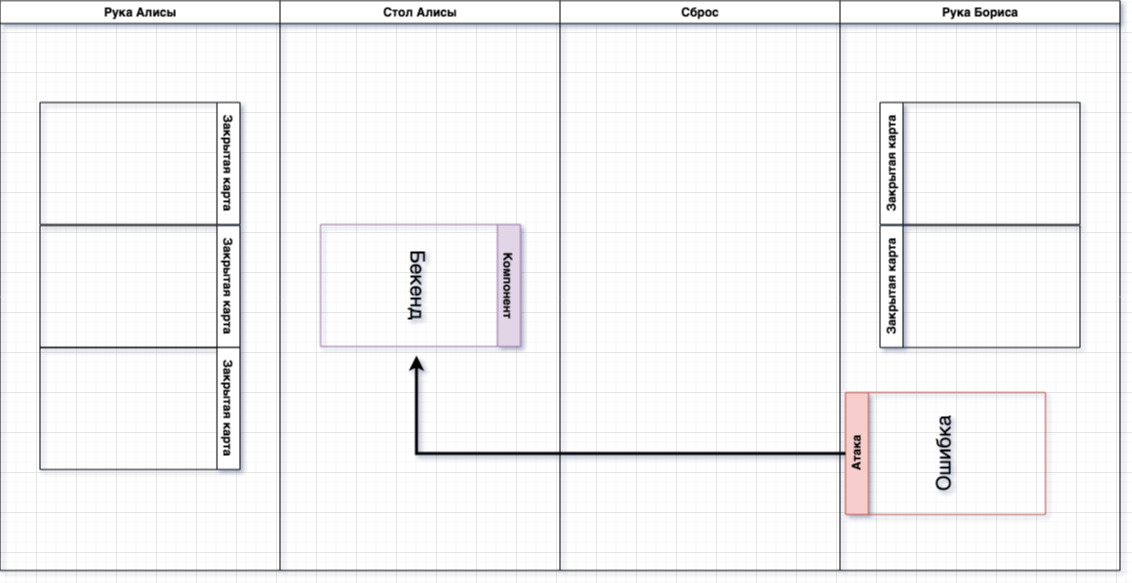 Рука Алисы
Стол Алисы
Сброс
Рука Бориса
Закрытая карта
Закрытая карта
Закрытая карта
Бекенд
Компонент
Закрытая карта
Закрытая карта
Атака
Ошибка